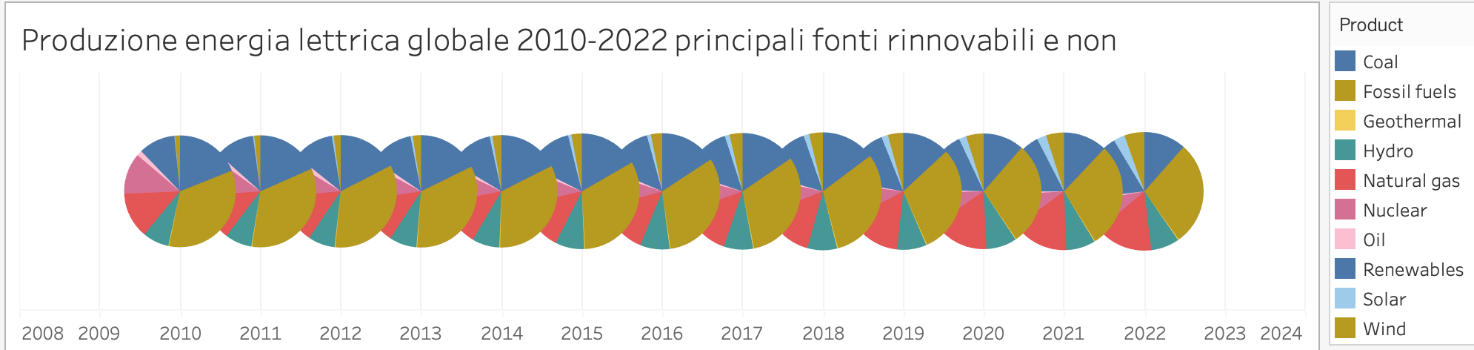 Produzione energia lettrica globale 2010-2022 principali fonti rinnovabili e non
2008 2009 2010 2011 2012 2013 2014 2015 2016 2017 2018 2019 2020 2021 2022 2023 2024
Product
Coal
Fossil fuels
Geothermal
Hydro
Natural gas
Nuclear
Oil
Renewables
Solar
Wind